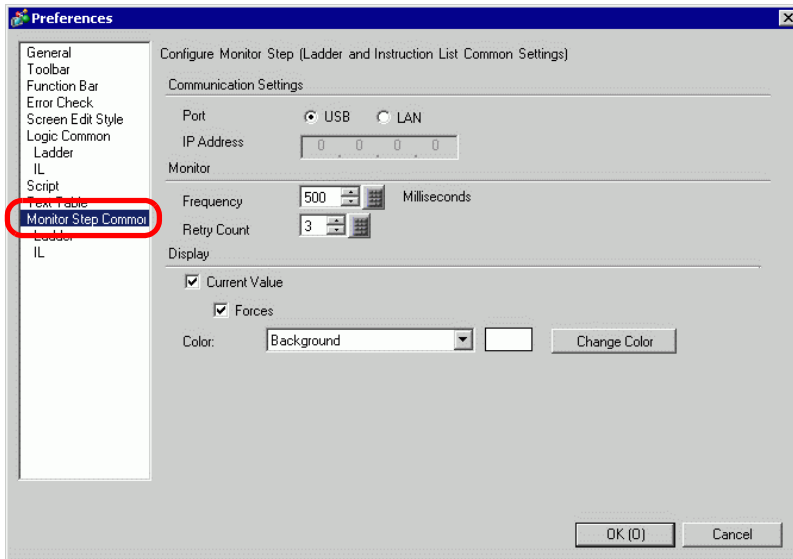 Preferences
General
Toolbar
Function Bar
Error Check
Screen Edit Style
Logic Common
Ladder
IL
Script
Text Table
Monitor Step Commo
Ladder
IL
Configure Monitor Step (Ladder and Instruction List Common Settings)
Communication Settings
Port USB LAN
IP Address 0 . 0 . 0 . 0
Monitor
Frequency 500 Milliseconds
Retry Count 3
Display
Current Value
Forces
Color: Background Change Color
OK (O) Cancel